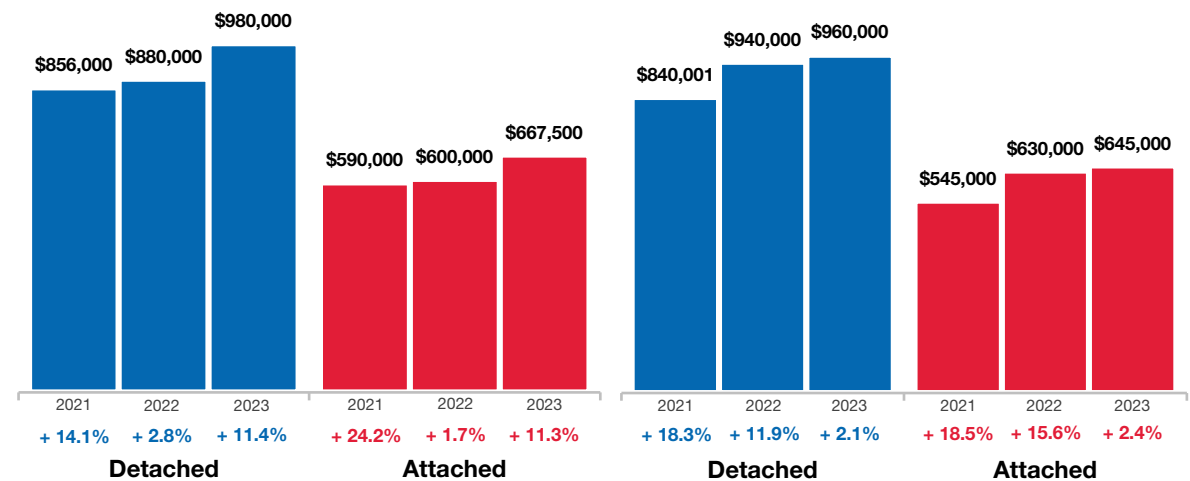 $856,000 $880,000 $980,000
$590,000 $600,000 $667,500
2021 2022 2023 2021 2022 2023
+ 14.1% + 2.8% + 11.4% + 24.2% + 1.7% + 11.3%
Detached Attached
$840,001 $940,000 $960,000
$545,000 $630,000 $645,000
2021 2022 2023 2021 2022 2023
+ 18.3% + 11.9% + 2.1% + 18.5% + 15.6% + 2.4%
Detached Attached